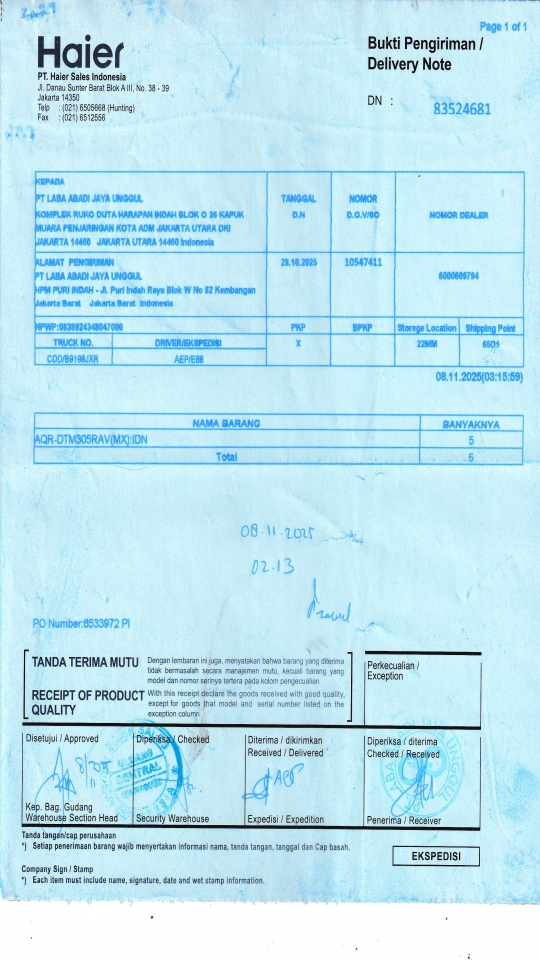 Page 1 of 1
Haier
Bukti Pengiriman /
Delivery Note
PT. Haier Sales Indonesia
Jl. Danau Sunter Barat Blok A III, No. 38 - 39
Jakarta 14350
Telp : (021) 6505668 (Hunting)
Fax : (021) 6512556
DN : 83524681
KEPADA
PT LABA ABADI JAYA UNGGUL
KOMPLEK RUKO DUTA HARAPAN INDAH BLOK O 26 KAPUK
MUARA PENJARINGAN KOTA ADM JAKARTA UTARA DKI
JAKARTA 14460 JAKARTA UTARA 14460 Indonesia
TANGGAL
D.N
NOMOR
D.O.V/SO
NOMOR DEALER
ALAMAT PENGIRIMAN
PT LABA ABADI JAYA UNGGUL
HPM PURI INDAH - Jl. Puri Indah Raya Blok W No 82 Kembangan
Jakarta Barat Jakarta Barat Indonesia
29.10.2025
10547411
6000609794
NPWP:0838924348047000
PKP
BPKP
Storege Location
Shipping Point
TRUCK NO.
DRIVER/EKSPEDISI
X
22MM
65D1
CDD/B9198JXR
AEP/E98
08.11.2025(03:15:59)
NAMA BARANG
BANYAKNYA
AQR-DTM305RAV(MX):IDN
5
Total
5
08.11.2025
02.13
PO Number:6533972 PI
TANDA TERIMA MUTU
Dengan lembaran ini juga, menyatakan bahwa barang yang diterima
tidak bermasalah secara manajemen mutu, kecuali barang yang
model dan nomor serinya tertera pada kolom pengecualian
RECEIPT OF PRODUCT
QUALITY
With this receipt declare the goods received with good quality,
except for goods that model and serial number listed on the
exception column
Perkecualian /
Exception
Disetujui / Approved
Diperiksa / Checked
Diterima / dikirimkan
Received / Delivered
Diperiksa / diterima
Checked / Received
Kep. Bag. Gudang
Warehouse Section Head
Security Warehouse
Expedisi / Expedition
Penerima / Receiver
Tanda tangan/cap perusahaan
*) Setiap penerimaan barang wajib menyertakan informasi nama, tanda tangan, tanggal dan Cap basah.
EKSPEDISI
Company Sign / Stamp
*) Each item must include name, signature, date and wet stamp information.